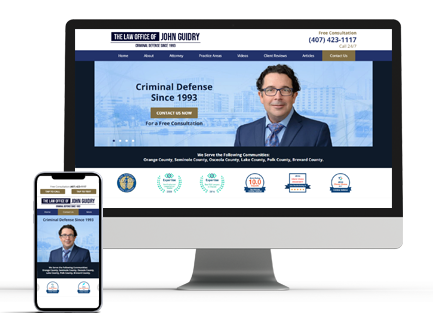 THE LAW OFFICE OF JOHN GUIDRY
CRIMINAL DEFENSE SINCE 1993
Free Consultation
(407) 423-1117
Call 24/7
Home About Attorney Practice Areas Videos Client Reviews Articles Contact Us
Criminal Defense
Since 1993
CONTACT US NOW
For a Free Consultation
We Serve the Following Communities:
Orange County, Seminole County, Osceola County, Lake County, Polk County, Brevard County.
10.0
THE LAW OFFICE OF JOHN GUIDRY
CRIMINAL DEFENSE SINCE 1993
Criminal Defense Since 1993
We Serve the Following Communities:
Orange County, Seminole County, Osceola County,
Lake County, Polk County, Brevard County.